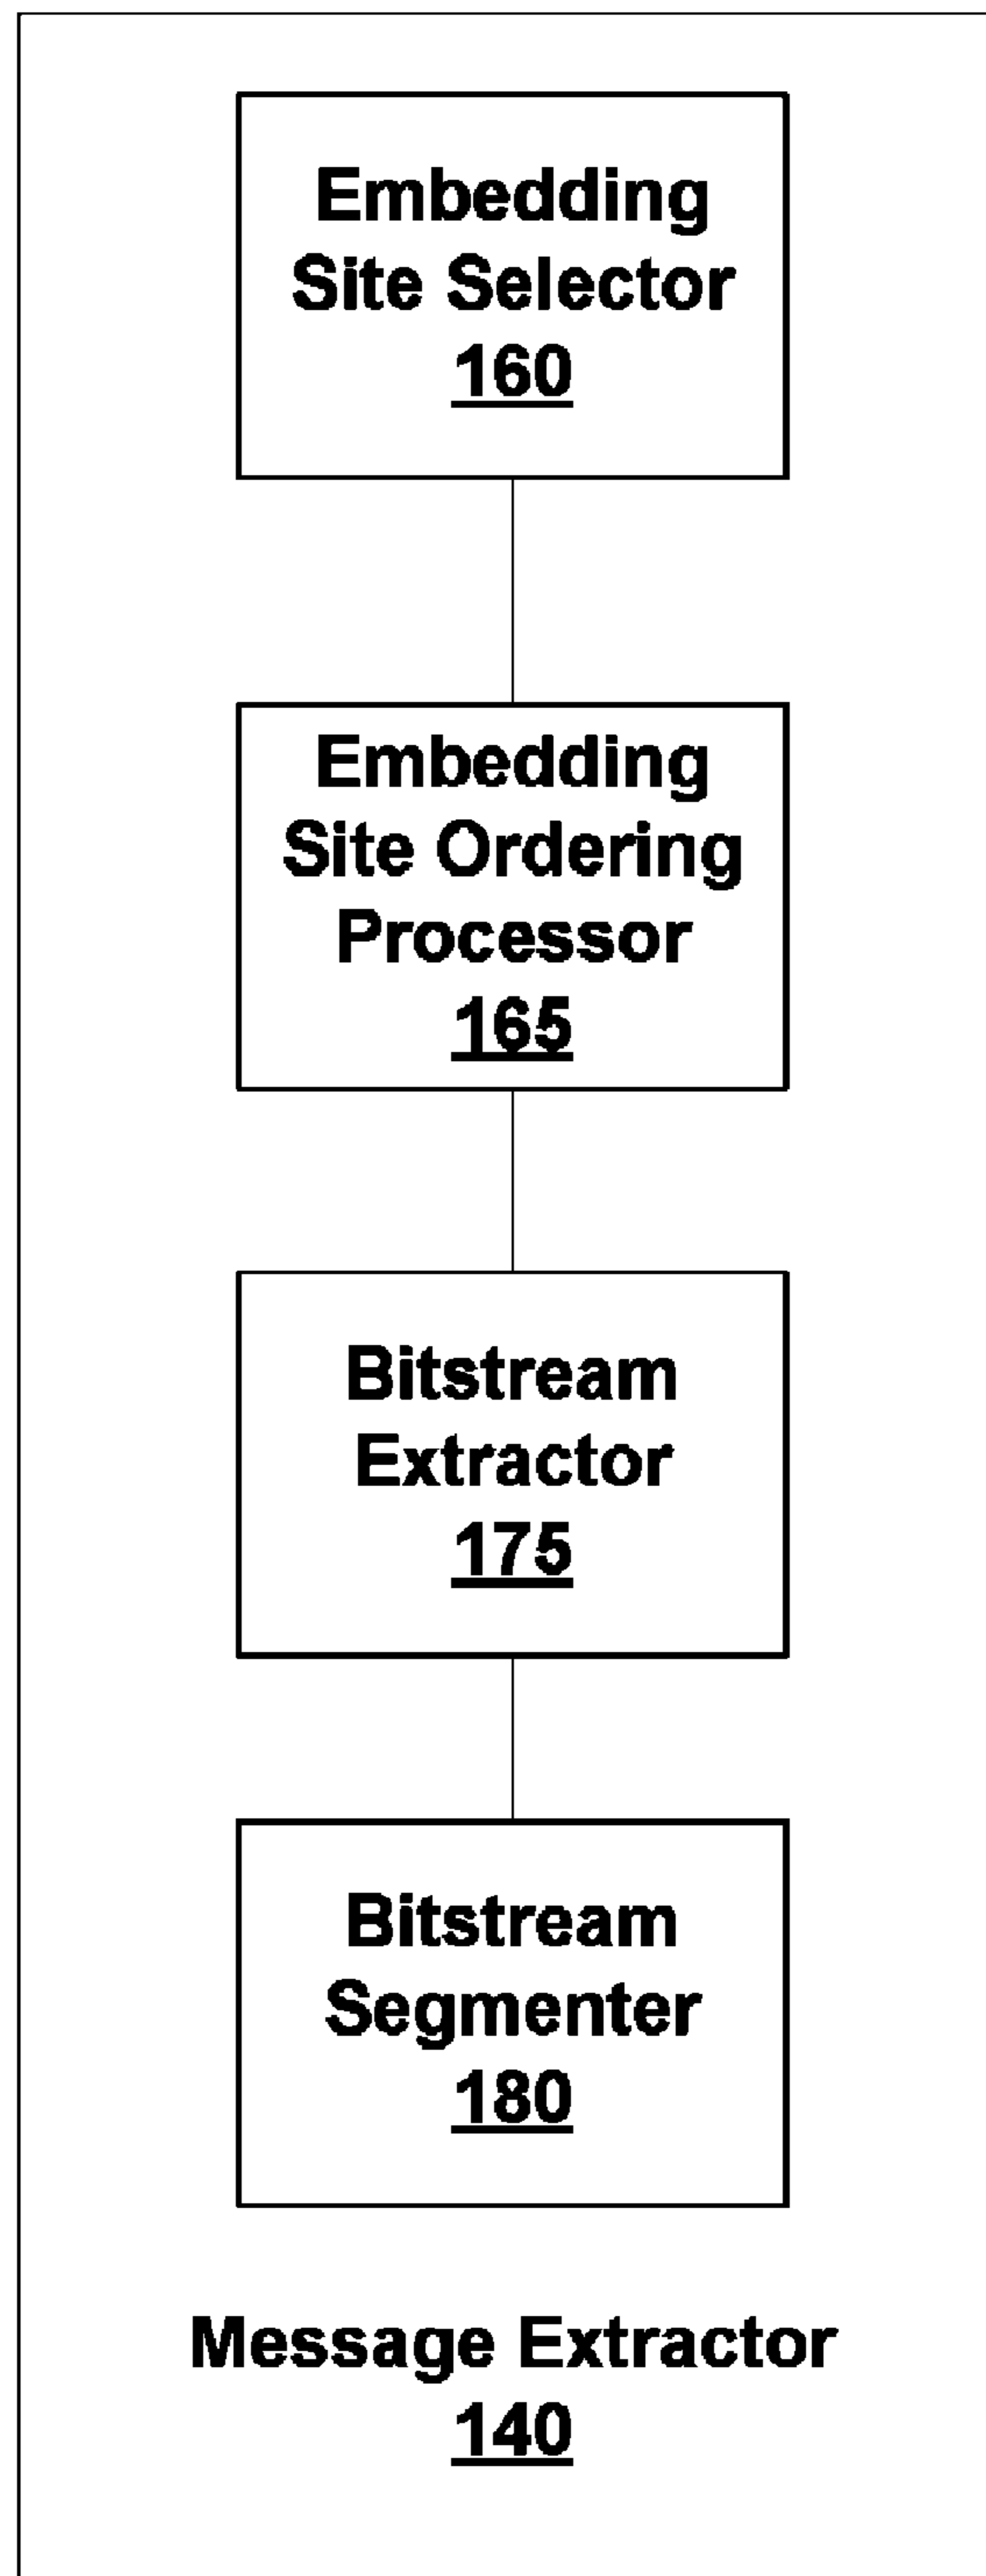 Embedding
Site Selector
160
Embedding
Site Ordering
Processor
165
Bitstream
Extractor
175
Bitstream
Segmenter
180
Message Extractor
140